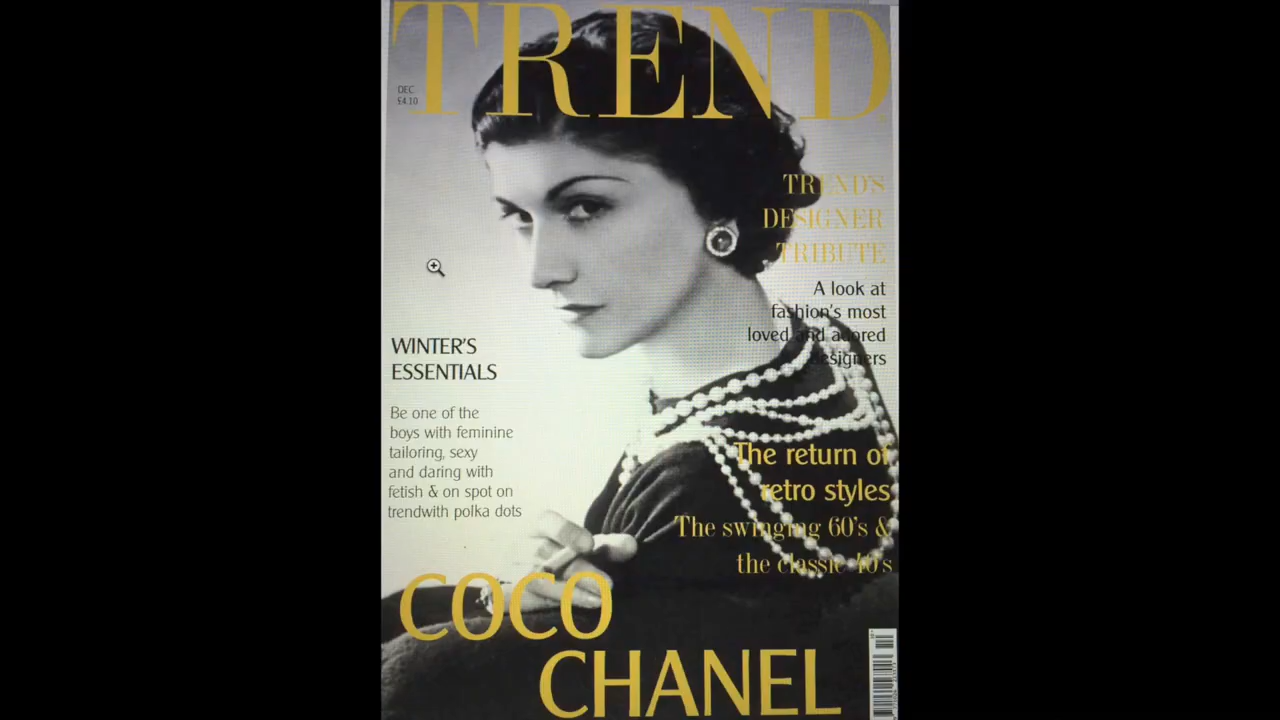 TREND
DEC
£4.10
TREND'S
DESIGNER
TRIBUTE
A look at
fashion's most
loved and adored
designers
WINTER'S
ESSENTIALS
Be one of the
boys with feminine
tailoring, sexy
and daring with
fetish & on spot on
trendwith polka dots
The return of
retro styles
The swinging 60's &
the classic 40's
COCO
CHANEL